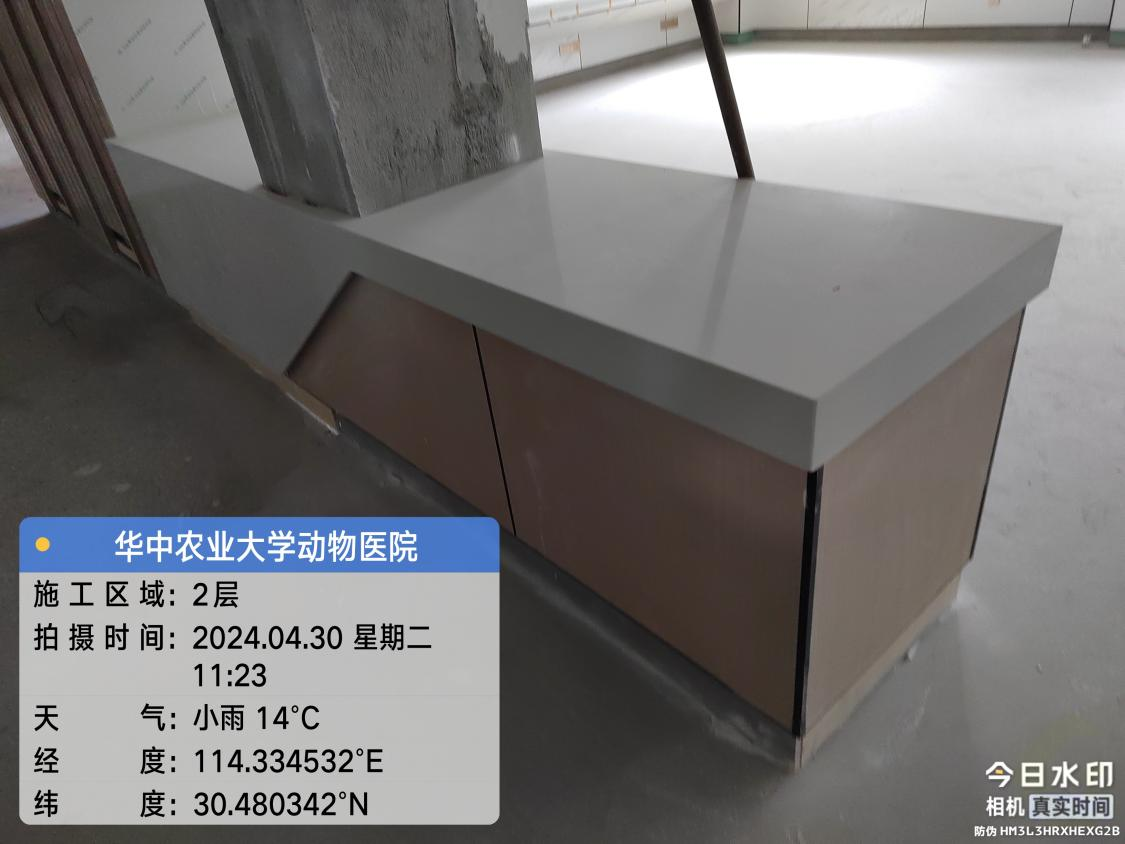 华中农业大学动物医院
施工区域：2层
拍摄时间：2024.04.30 星期二
11:23
天气：小雨 14°C
经度：114.334532°E
纬度：30.480342°N
今日水印
相机 真实时间
防伪 HM3L3HRXHEXG2B